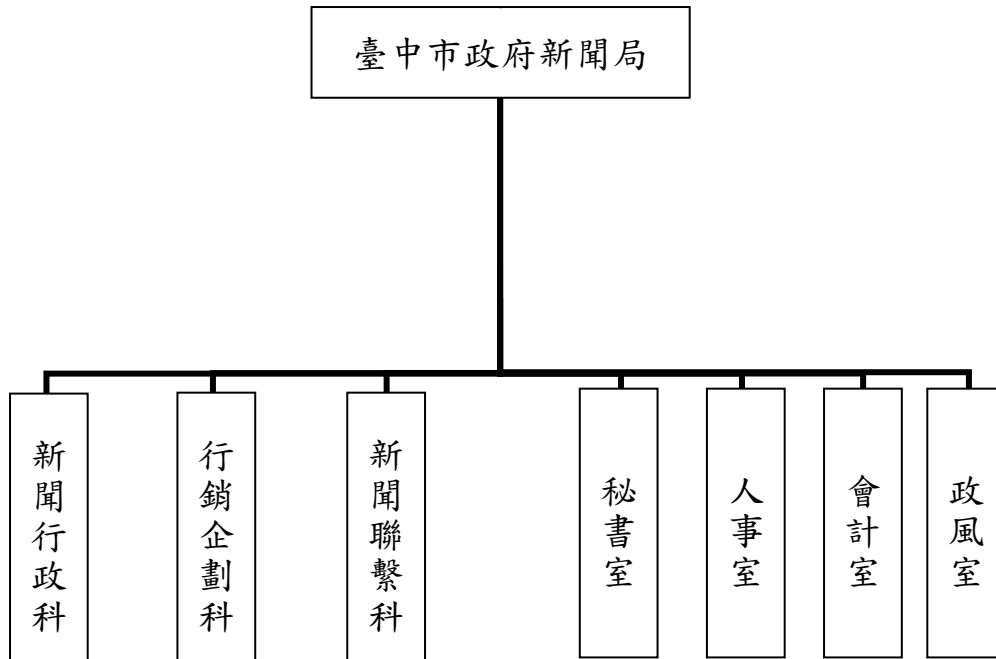 臺中市政府新聞局
新聞行政科
行銷企劃科
新聞聯繫科
秘書室
人事室
會計室
政風室